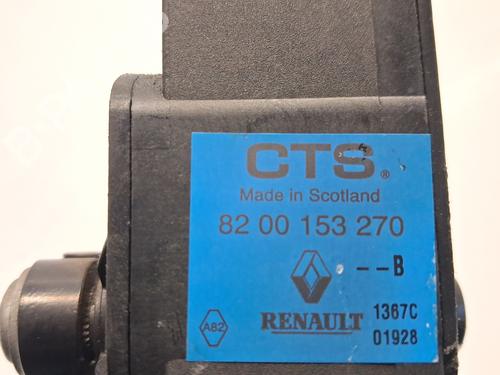 CTS®
Made in Scotland
82 00 153 270
--B
A82
RENAULT
1367C
01928